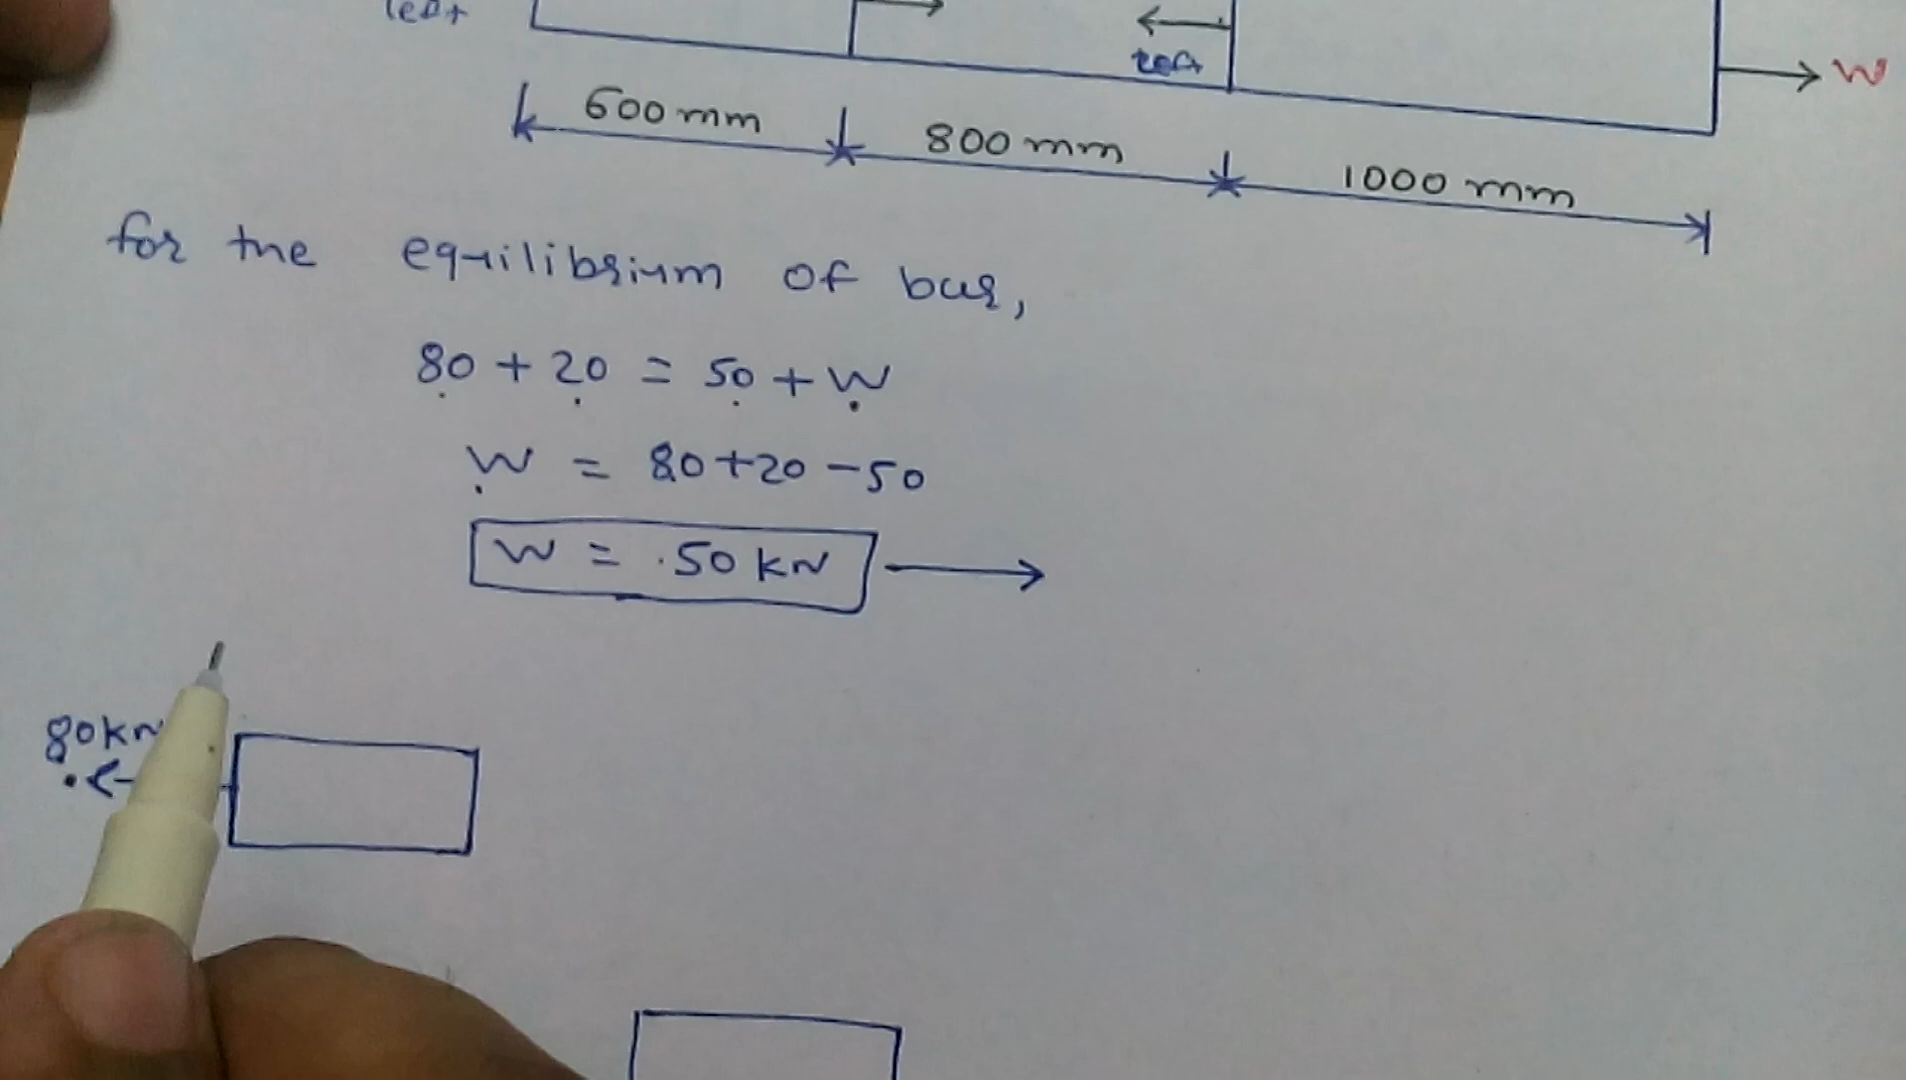 left
W
600 mm
800 mm
1000 mm
for the equilibrium of bar,
80 + 20 = 50 + W
W = 80+20-50
W = 50 kN
80kN